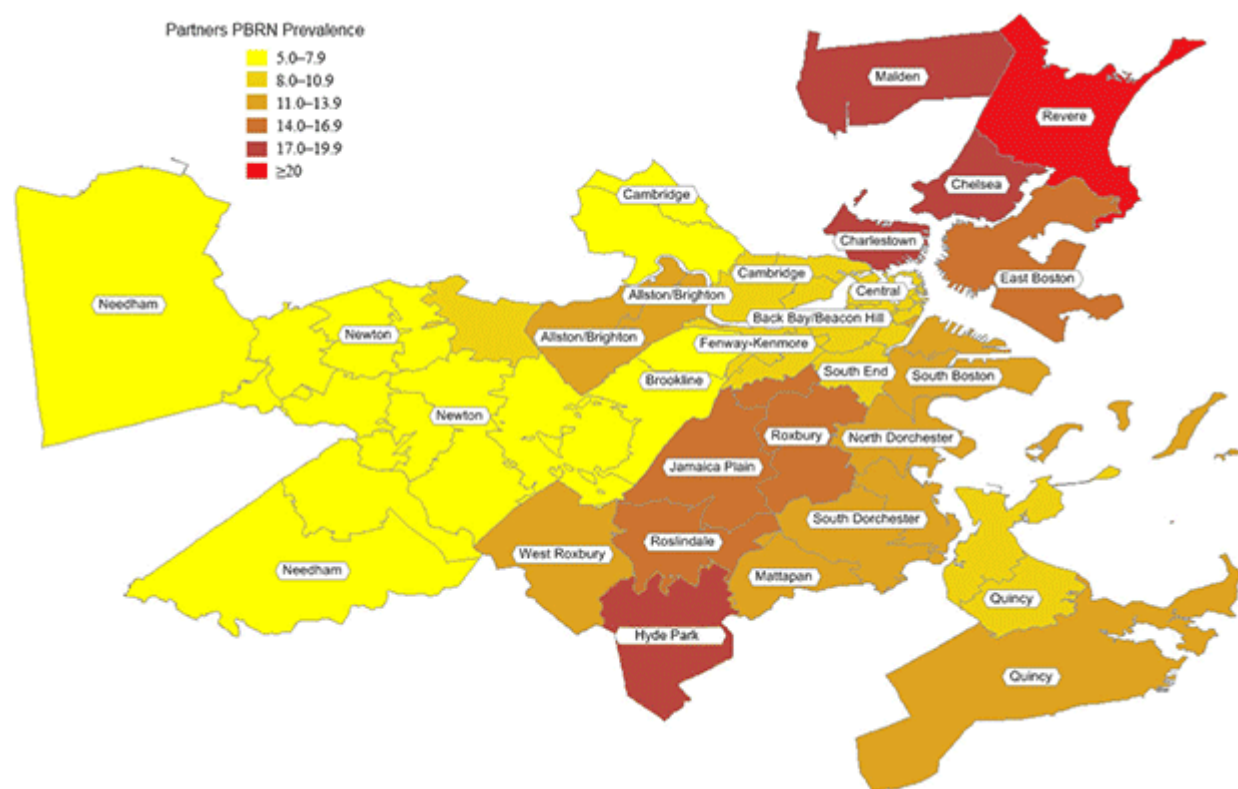 Partners PBRN Prevalence
5.0–7.9
8.0–10.9
11.0–13.9
14.0–16.9
17.0–19.9
≥20
Malden
Revere
Chelsea
Cambridge
Charlestown
Cambridge
East Boston
Needham
Allston/Brighton
Central
Back Bay/Beacon Hill
Newton
Allston/Brighton
Fenway-Kenmore
Brookline
South End
South Boston
Newton
Roxbury
North Dorchester
Jamaica Plain
South Dorchester
Roslindale
West Roxbury
Needham
Mattapan
Quincy
Hyde Park
Quincy